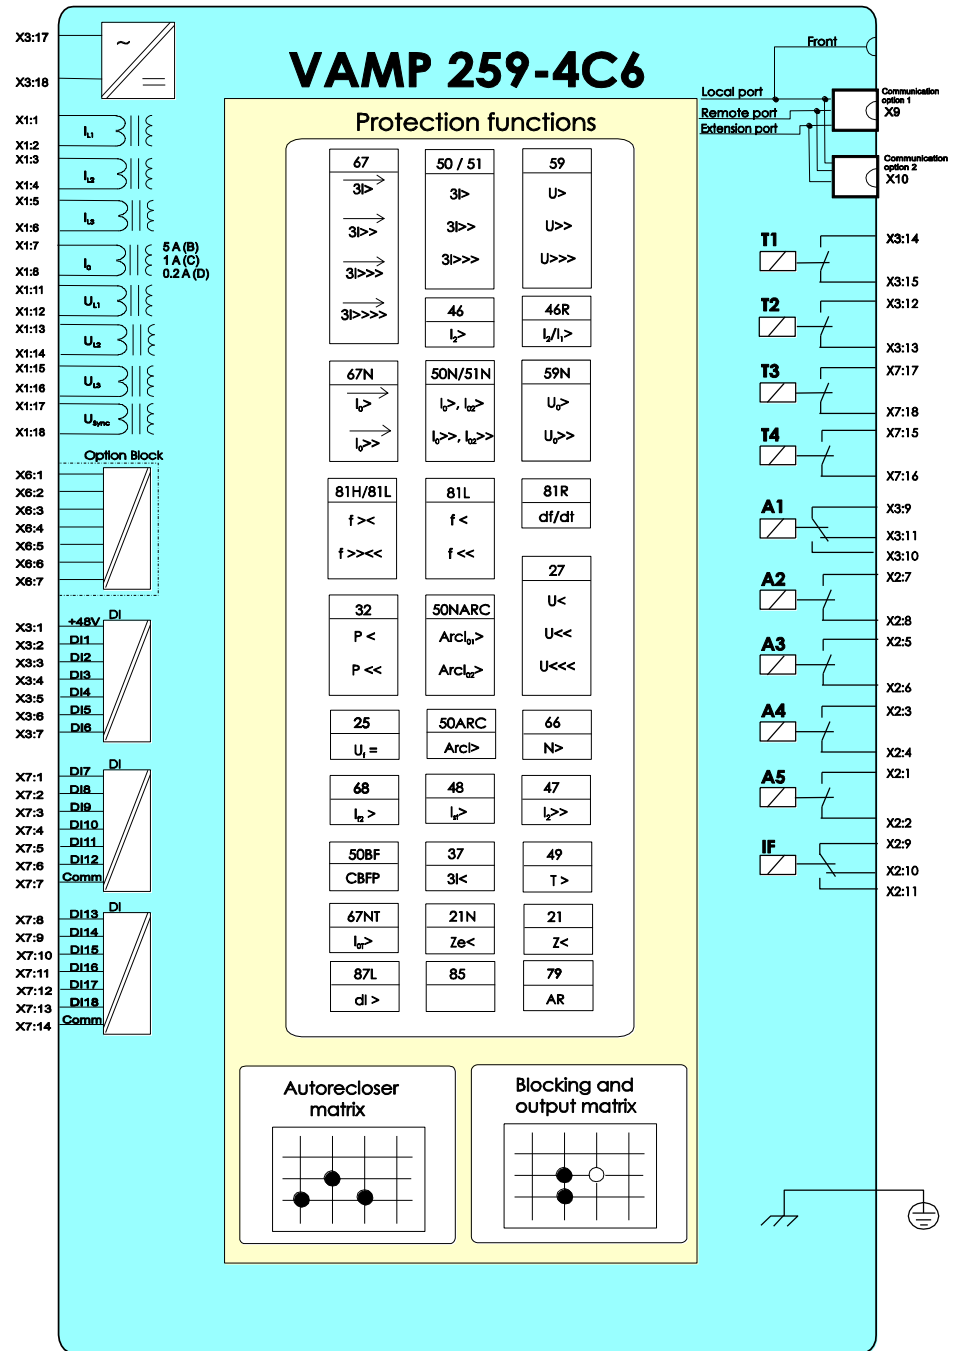 VAMP 259-4C6
X3:17
~
X3:18
X1:1
IL1
X1:2
X1:3
IL2
X1:4
X1:5
IL3
X1:6
X1:7
I0
5 A (B)
1 A (C)
0.2 A (D)
X1:8
X1:11
UL1
X1:12
X1:13
UL2
X1:14
X1:15
UL3
X1:16
X1:17
USync
X1:18
Option Block
X6:1
X6:2
X6:3
X6:4
X6:5
X6:6
X6:7
DI
X3:1 +48V
X3:2 DI1
X3:3 DI2
X3:4 DI3
X3:5 DI4
X3:6 DI5
X3:7 DI6
DI
X7:1 DI7
X7:2 DI8
X7:3 DI9
X7:4 DI10
X7:5 DI11
X7:6 DI12
X7:7 Comm
DI
X7:8 DI13
X7:9 DI14
X7:10 DI15
X7:11 DI16
X7:12 DI17
X7:13 DI18
X7:14 Comm
Protection functions
67
3I>
3I>>
3I>>>
3I>>>>
50 / 51
3I>
3I>>
3I>>>
59
U>
U>>
U>>>
46
I2>
46R
I2/I1>
67N
I0>
I0>>
50N/51N
I0>, I02>
I0>>, I02>>
59N
U0>
U0>>
81H/81L
f ><
f >><<
81L
f <
f <<
81R
df/dt
27
U<
U<<
U<<<
32
P <
P <<
50NARC
ArcI01>
ArcI02>
25
Uf =
50ARC
ArcI>
66
N>
68
If2 >
48
Ist>
47
I2>>
50BF
CBFP
37
3I<
49
T >
67NT
I0T>
21N
Ze<
21
Z<
87L
dI >
85
79
AR
Autorecloser
matrix
Blocking and
output matrix
Front
Local port
Remote port
Extension port
Communication
option 1
X9
Communication
option 2
X10
T1
X3:14
X3:15
T2
X3:12
X3:13
T3
X7:17
X7:18
T4
X7:15
X7:16
A1
X3:9
X3:11
X3:10
A2
X2:7
X2:8
A3
X2:5
X2:6
A4
X2:3
X2:4
A5
X2:1
X2:2
IF
X2:9
X2:10
X2:11